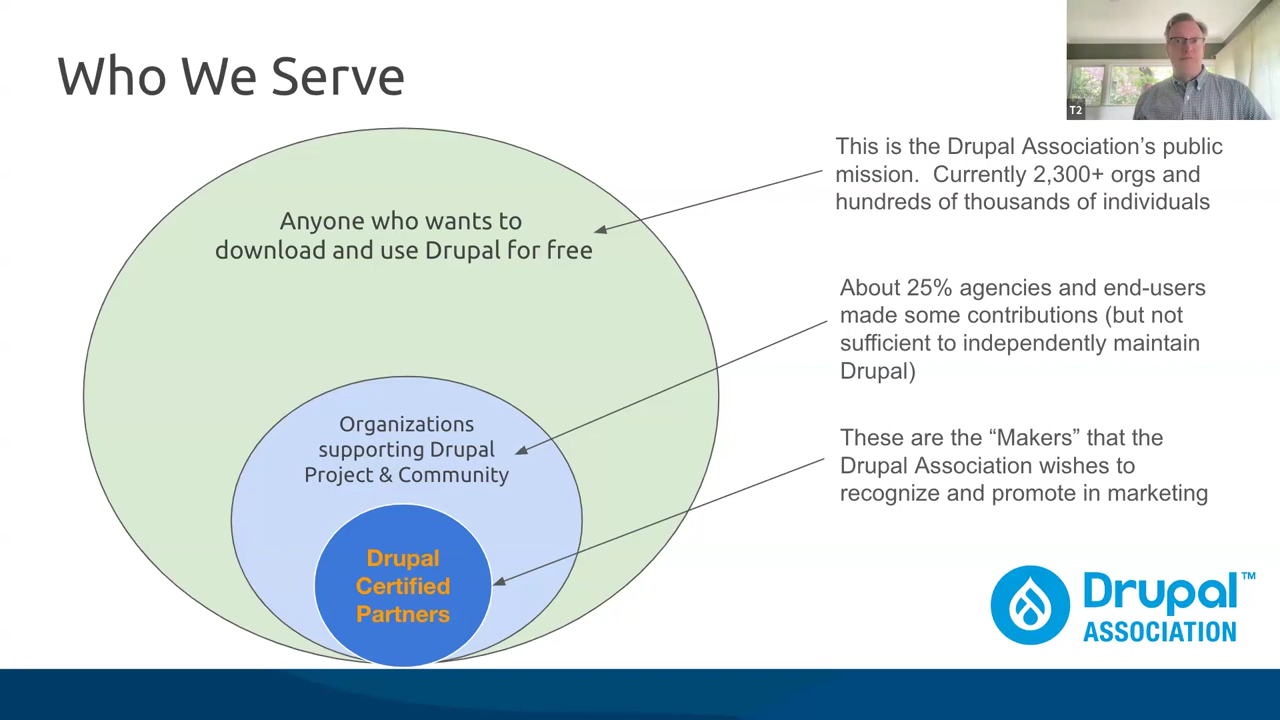 Who We Serve
T2
Anyone who wants to
download and use Drupal for free
Organizations
supporting Drupal
Project & Community
Drupal
Certified
Partners
This is the Drupal Association’s public
mission.  Currently 2,300+ orgs and
hundreds of thousands of individuals
About 25% agencies and end-users
made some contributions (but not
sufficient to independently maintain
Drupal)
These are the “Makers” that the
Drupal Association wishes to
recognize and promote in marketing
Drupal™
ASSOCIATION